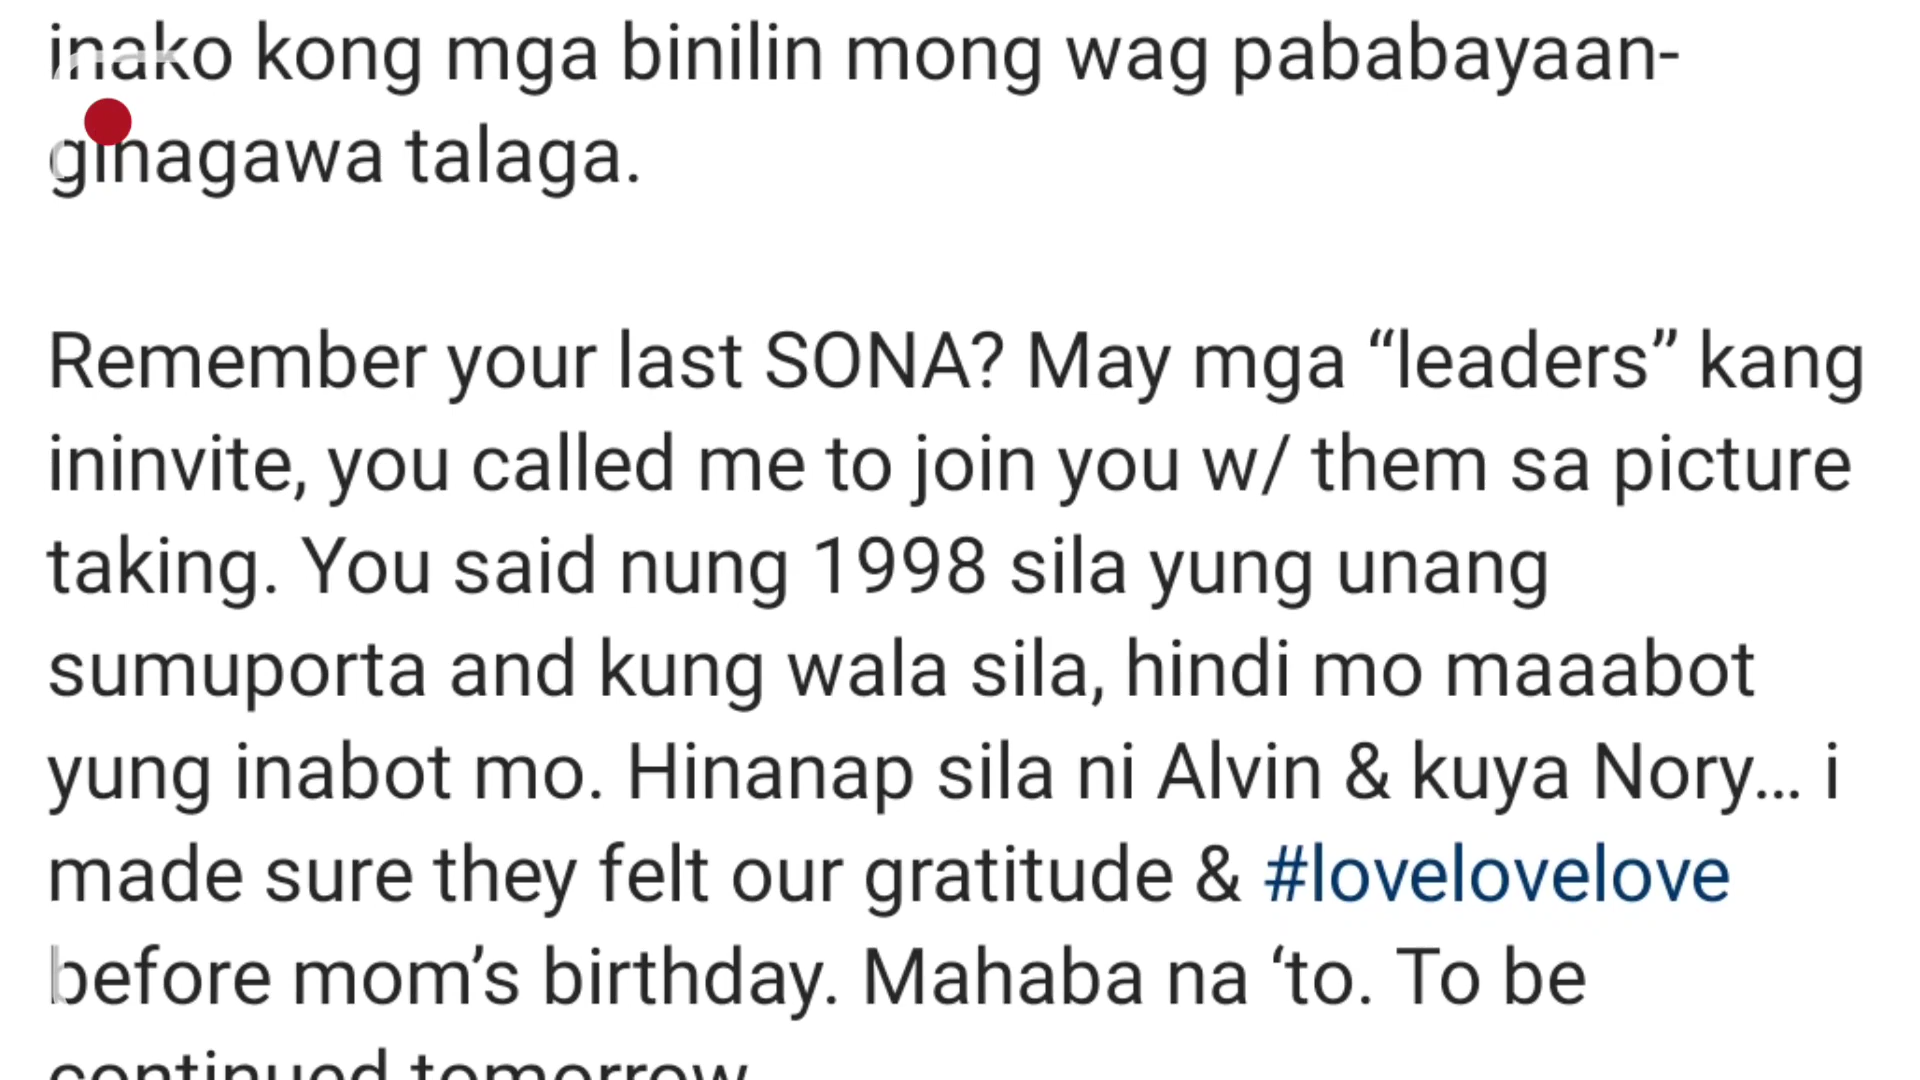 inako kong mga binilin mong wag pababayaan-
ginagawa talaga.
Remember your last SONA? May mga “leaders” kang
ininvite, you called me to join you w/ them sa picture
taking. You said nung 1998 sila yung unang
sumuporta and kung wala sila, hindi mo maaabot
yung inabot mo. Hinanap sila ni Alvin & kuya Nory... i
made sure they felt our gratitude & #lovelovelove
before mom’s birthday. Mahaba na ‘to. To be
continued tomorrow